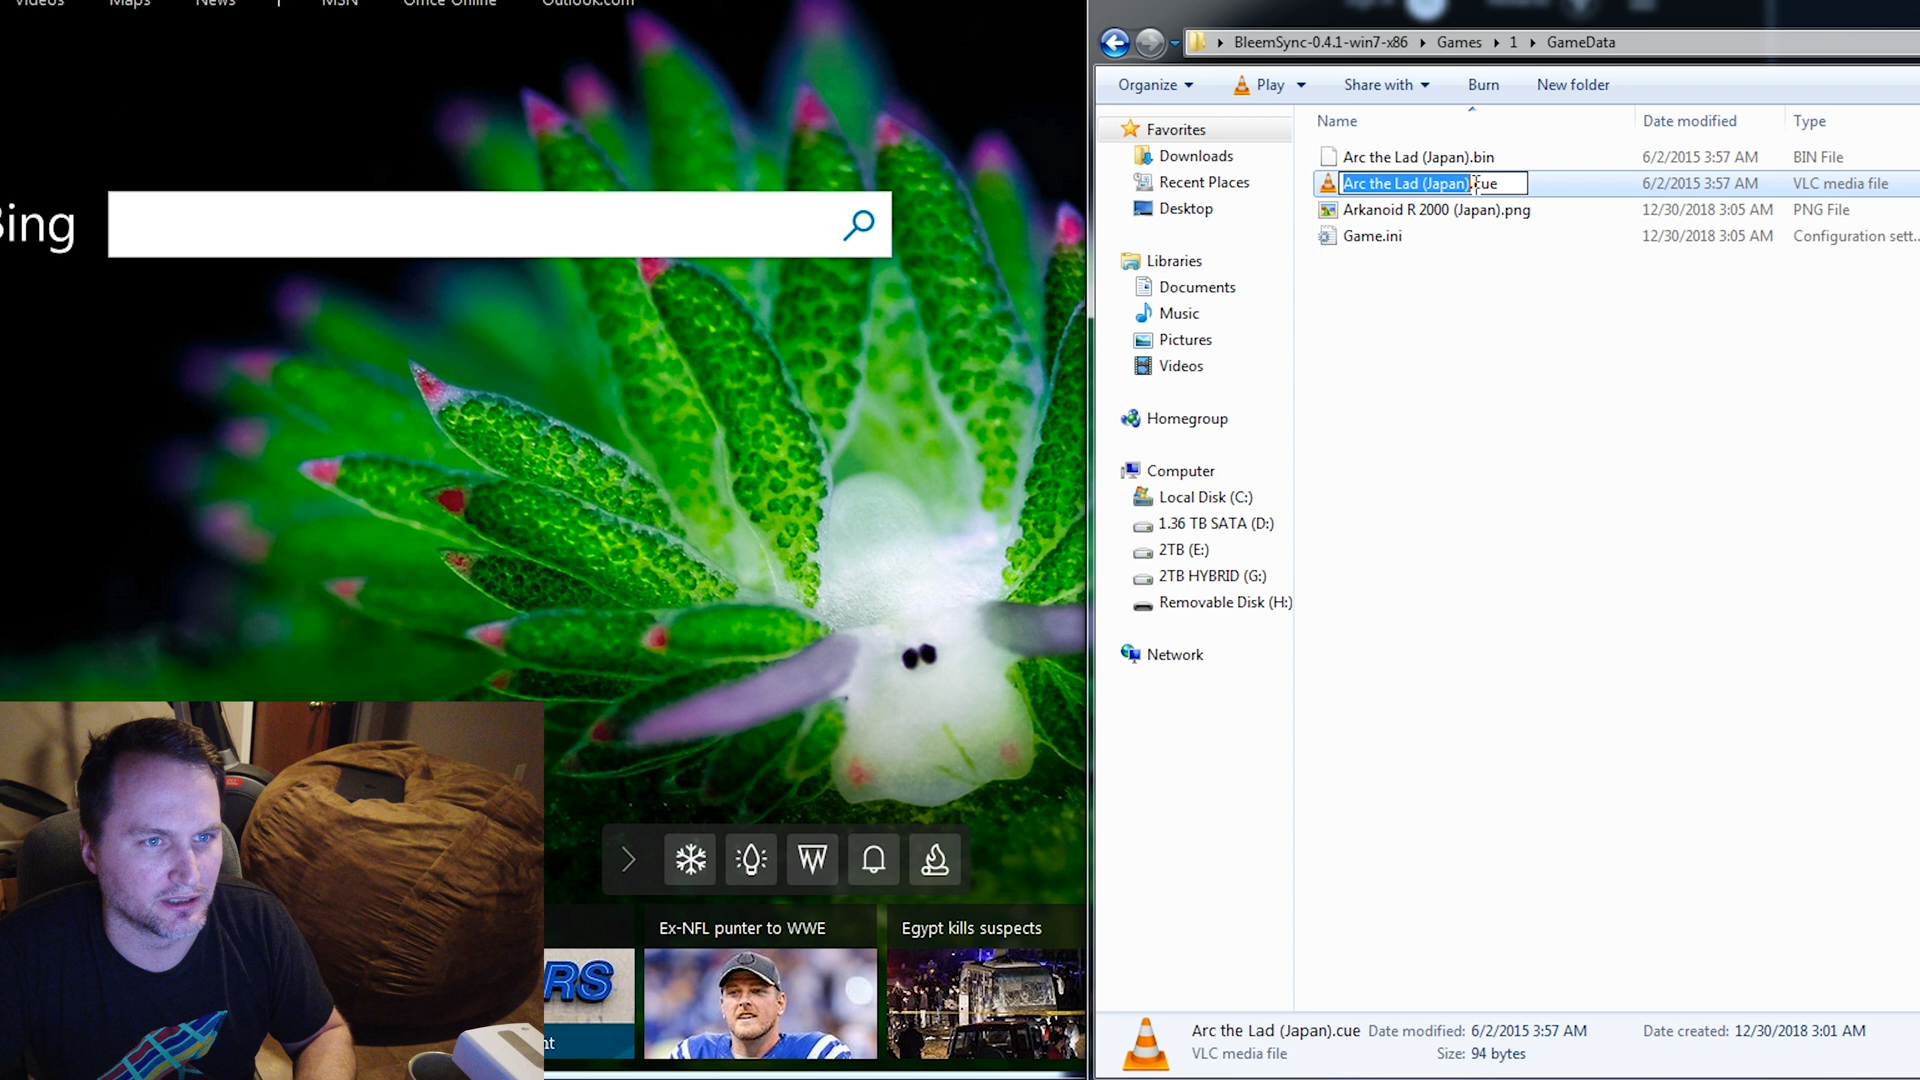 Videos Maps News MSN Office Online Outlook.com
Bing
Ex-NFL punter to WWE
Egypt kills suspects
RS
nt
BleemSync-0.4.1-win7-x86 Games 1 GameData
Organize Play Share with Burn New folder
Favorites
Downloads
Recent Places
Desktop
Libraries
Documents
Music
Pictures
Videos
Homegroup
Computer
Local Disk (C:)
1.36 TB SATA (D:)
2TB (E:)
2TB HYBRID (G:)
Removable Disk (H:)
Network
Name Date modified Type
Arc the Lad (Japan).bin 6/2/2015 3:57 AM BIN File
Arc the Lad (Japan).cue 6/2/2015 3:57 AM VLC media file
Arkanoid R 2000 (Japan).png 12/30/2018 3:05 AM PNG File
Game.ini 12/30/2018 3:05 AM Configuration sett...
Arc the Lad (Japan).cue Date modified: 6/2/2015 3:57 AM Date created: 12/30/2018 3:01 AM
VLC media file Size: 94 bytes